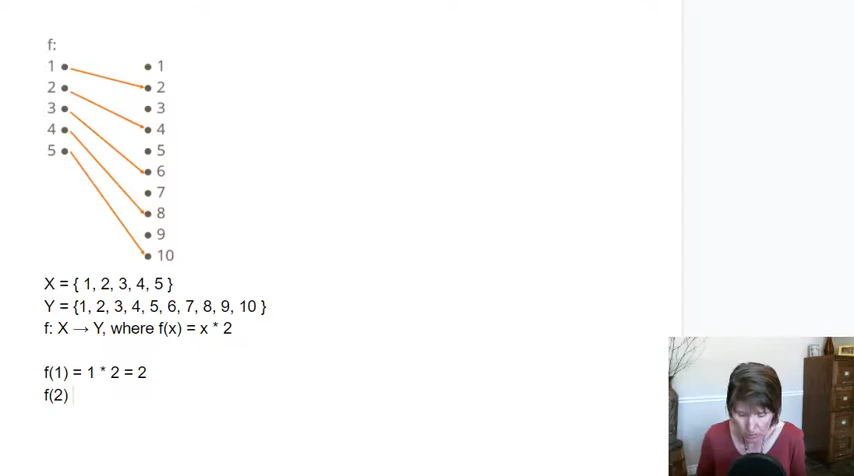 f:
1 1
2 2
3 3
4 4
5 5
6
7
8
9
10
X = { 1, 2, 3, 4, 5 }
Y = {1, 2, 3, 4, 5, 6, 7, 8, 9, 10 }
f: X → Y, where f(x) = x * 2
f(1) = 1 * 2 = 2
f(2)